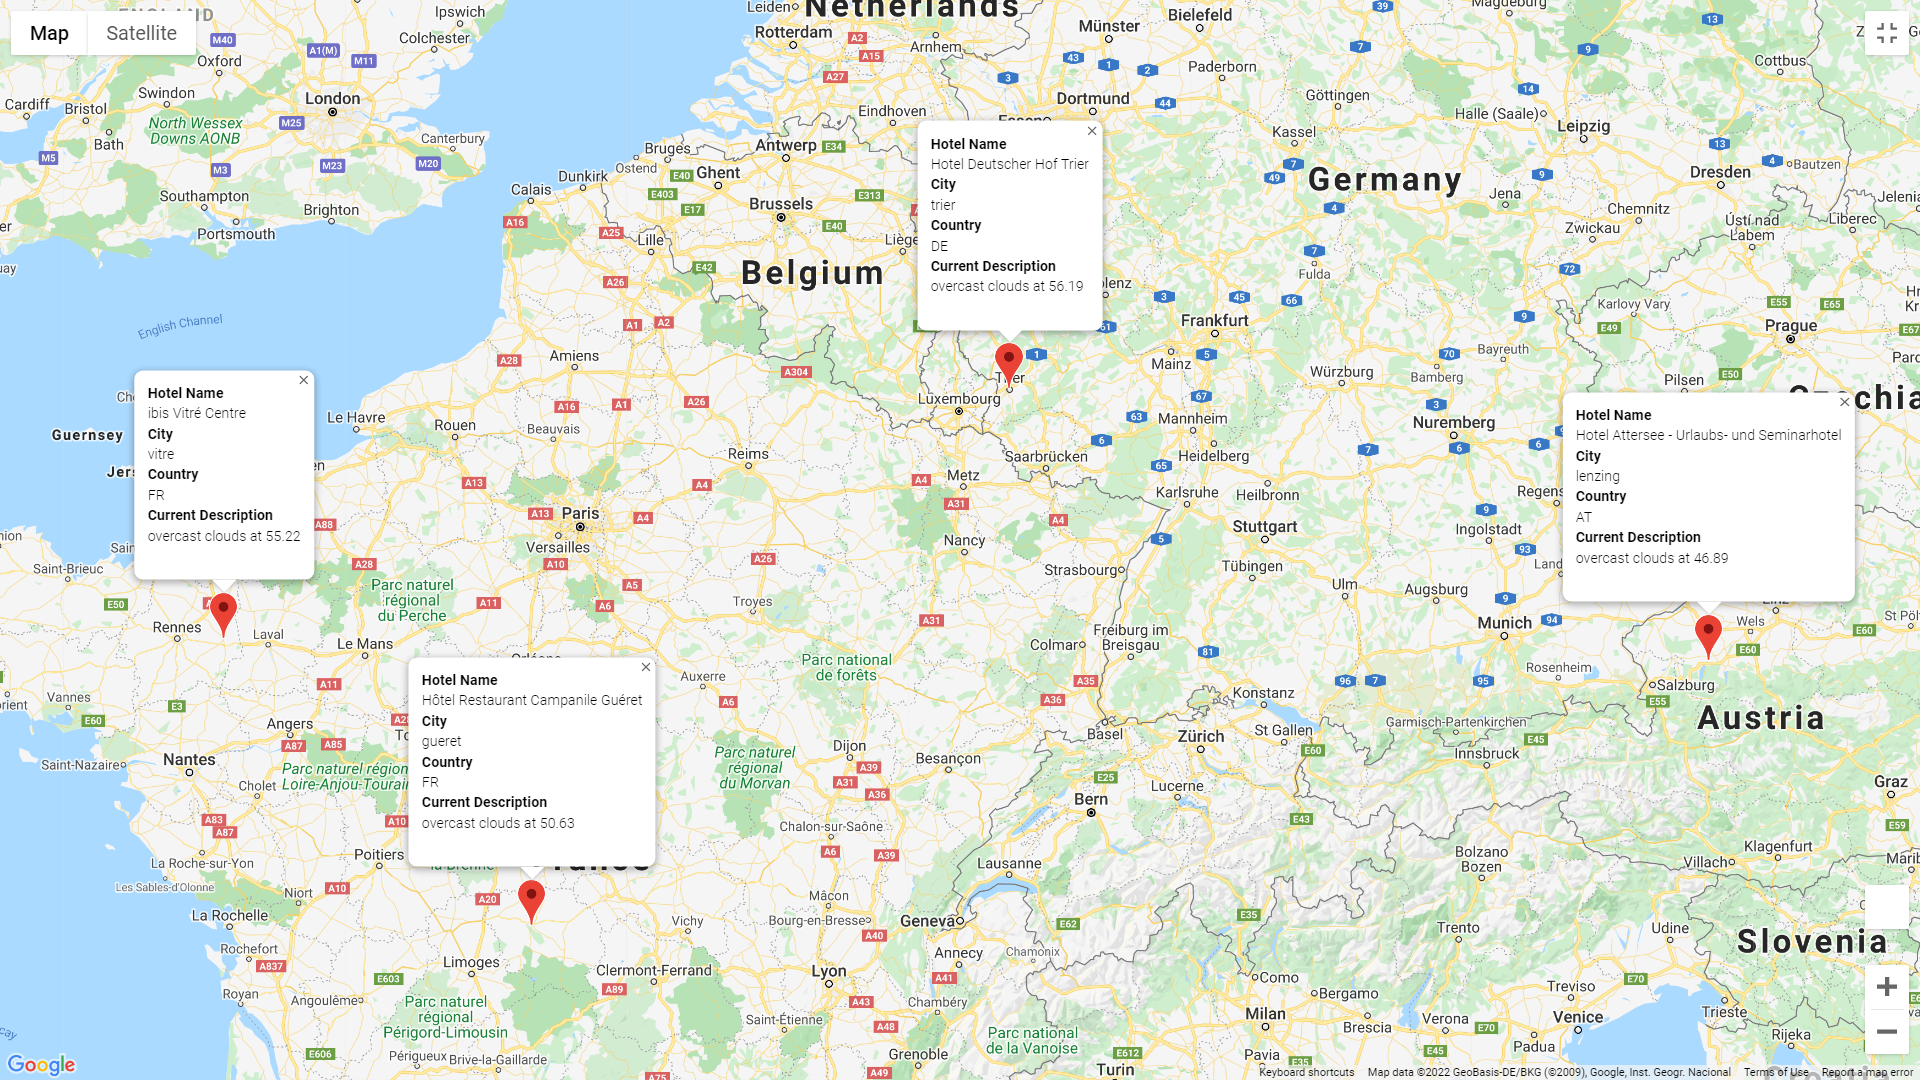 Map
Satellite
Hotel Name
Hotel Deutscher Hof Trier
City
trier
Country
DE
Current Description
overcast clouds at 56.19
Hotel Name
ibis Vitré Centre
City
vitre
Country
FR
Current Description
overcast clouds at 55.22
Hotel Name
Hotel Attersee - Urlaubs- und Seminarhotel
City
lenzing
Country
AT
Current Description
overcast clouds at 46.89
Hotel Name
Hôtel Restaurant Campanile Guéret
City
gueret
Country
FR
Current Description
overcast clouds at 50.63
Netherlands
Belgium
Germany
Austria
Slovenia
Ipswich
Colchester
Oxford
Swindon
Cardiff
Bristol
Bath
London
North Wessex
Downs AONB
Canterbury
Southampton
Brighton
Portsmouth
English Channel
Guernsey
Leiden
Rotterdam
Arnhem
Münster
Bielefeld
Magdeburg
Paderborn
Dortmund
Göttingen
Halle (Saale)
Leipzig
Cottbus
Eindhoven
Kassel
Bautzen
Dresden
Bruges
Antwerp
Ostend
Ghent
Dunkirk
Calais
Brussels
Lille
Jena
Chemnitz
Zwickau
Ústí nad
Labem
Liberec
Fulda
Karlovy Vary
Frankfurt
Prague
Mainz
Bayreuth
Würzburg
Bamberg
Pilsen
Amiens
Trier
Luxembourg
Le Havre
Rouen
Beauvais
Reims
Mannheim
Heidelberg
Nuremberg
Saarbrücken
Metz
Karlsruhe
Heilbronn
Paris
Versailles
Nancy
Stuttgart
Ingolstadt
Strasbourg
Tübingen
Ulm
Augsburg
Saint-Brieuc
Parc naturel
régional
du Perche
Troyes
Rennes
Laval
Le Mans
Colmar
Freiburg im
Breisgau
Munich
Wels
Parc national
de forêts
Auxerre
Rosenheim
Salzburg
Vannes
Konstanz
Angers
Basel
Zürich
St Gallen
Garmisch-Partenkirchen
Innsbruck
Dijon
Besançon
Nantes
Saint-Nazaire
Cholet
Parc naturel
régional
du Morvan
Graz
Bern
Lucerne
Chalon-sur-Saône
Poitiers
La Roche-sur-Yon
Les Sables-d'Olonne
Niort
La Rochelle
Lausanne
Bolzano
Bozen
Klagenfurt
Villach
Mâcon
Bourg-en-Bresse
Vichy
Geneva
Trento
Udine
Rochefort
Limoges
Clermont-Ferrand
Lyon
Annecy
Chamonix
Como
Bergamo
Treviso
Royan
Angoulême
Parc naturel
régional
Périgord-Limousin
Chambéry
Saint-Étienne
Parc national
de la Vanoise
Milan
Brescia
Verona
Venice
Trieste
Rijeka
Périgueux
Brive-la-Gaillarde
Grenoble
Turin
Pavia
Padua
Google
Keyboard shortcuts
Map data ©2022 GeoBasis-DE/BKG (©2009), Google, Inst. Geogr. Nacional
Terms of Use
Report a map error